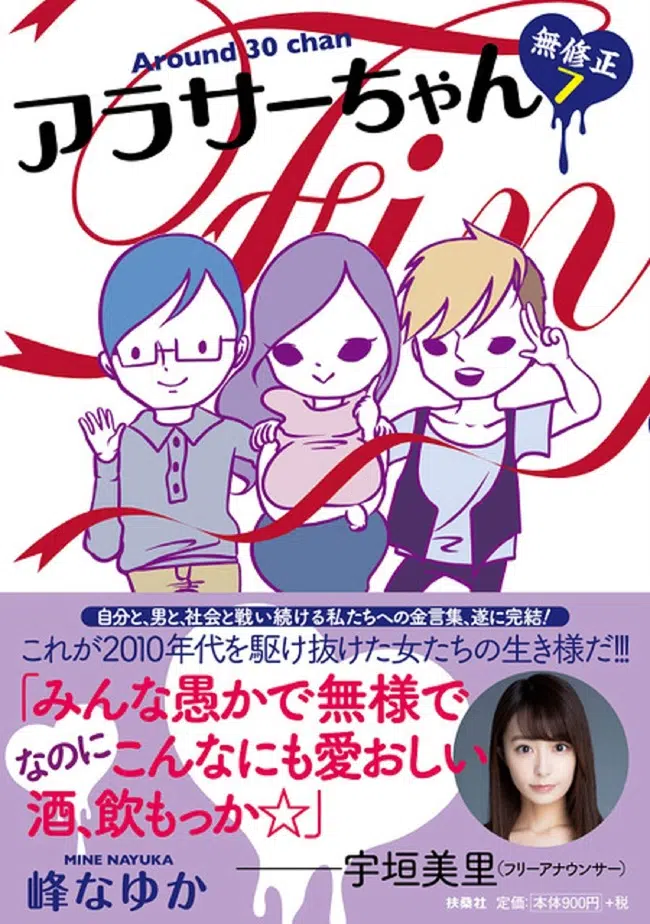 Around 30 chan
アラサーちゃん
無修正
7
Fin
自分と、男と、社会と戦い続ける私たちへの金言集、遂に完結!
これが2010年代を駆け抜けた女たちの生き様だ!!!
「みんな愚かで無様で
なのにこんなにも愛おしい
酒、飲もっか☆」
宇垣美里(フリーアナウンサー)
MINE NAYUKA
峰なゆか
扶桑社 定価:本体900円+税